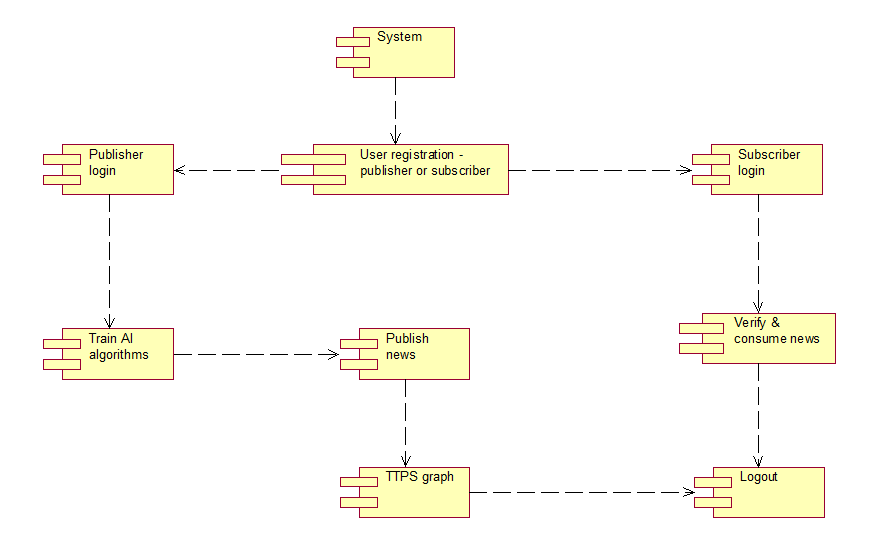 System
Publisher
login
User registration -
publisher or subscriber
Subscriber
login
Train AI
algorithms
Publish
news
Verify &
consume news
TTPS graph
Logout